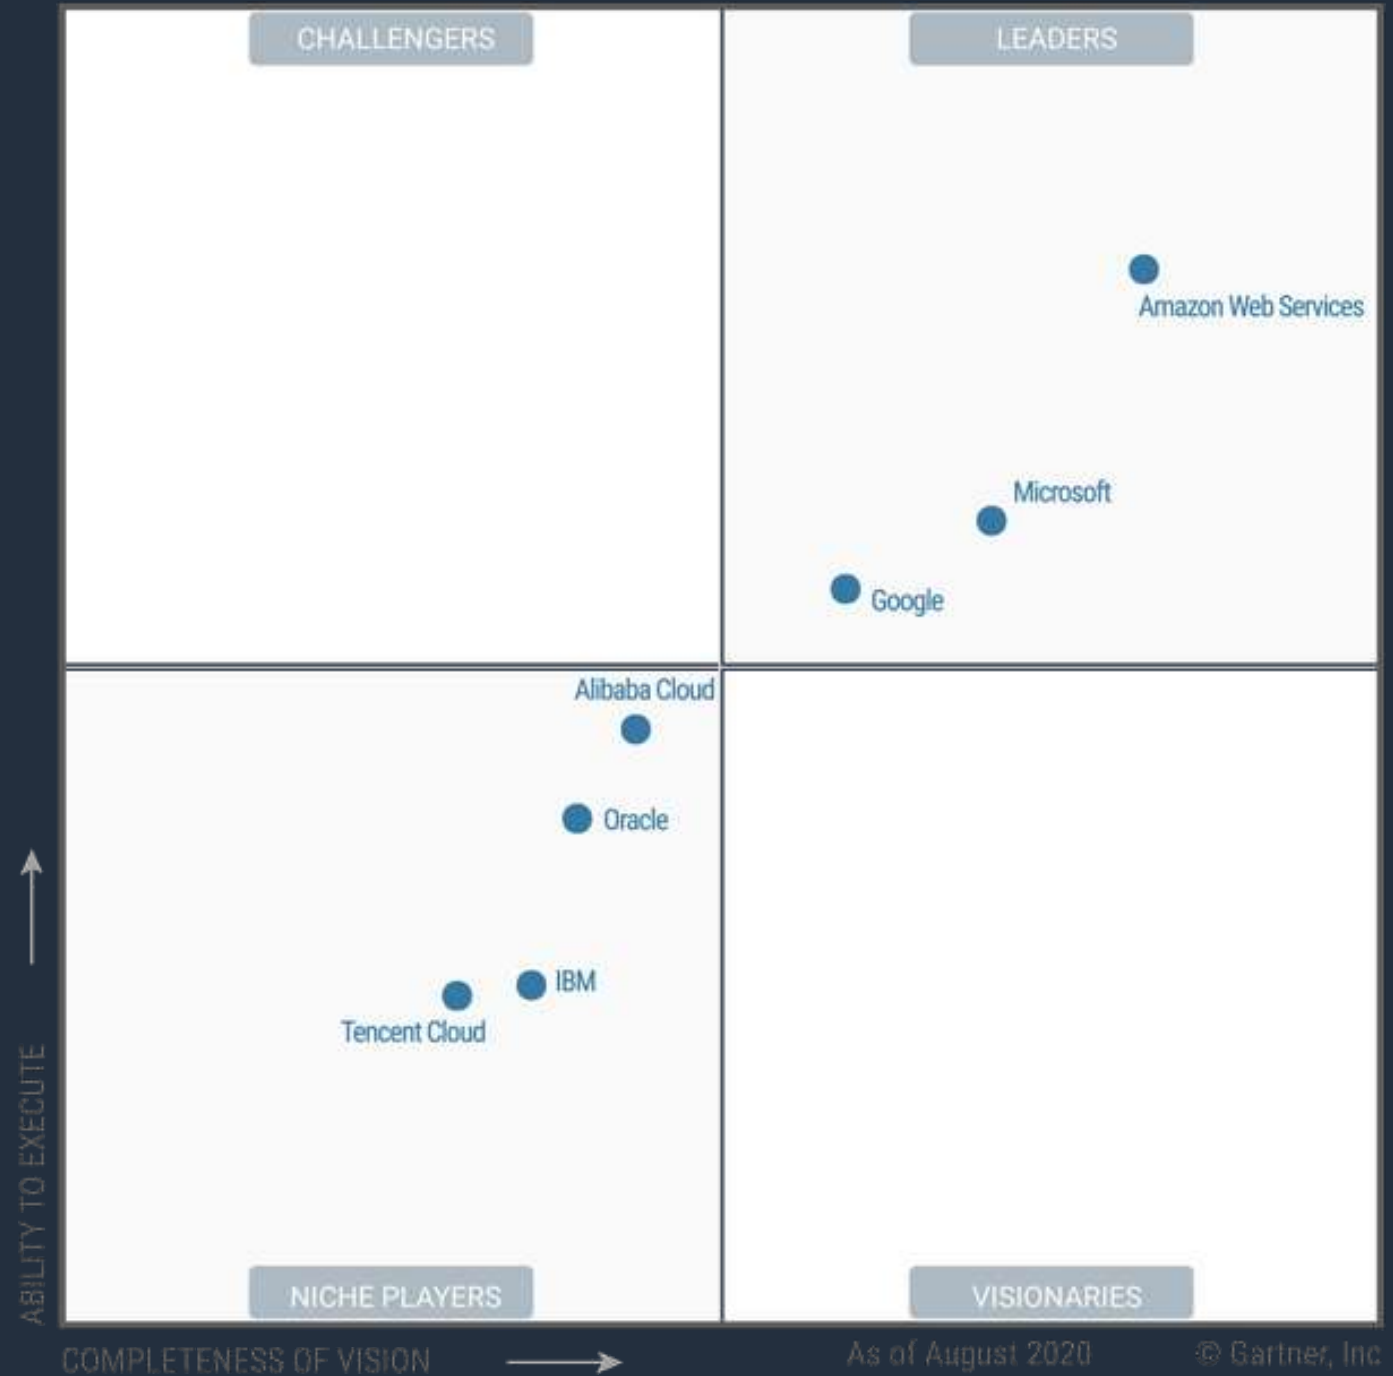 CHALLENGERS
LEADERS
Amazon Web Services
Microsoft
Google
Alibaba Cloud
Oracle
IBM
Tencent Cloud
ABILITY TO EXECUTE
NICHE PLAYERS
VISIONARIES
COMPLETENESS OF VISION
As of August 2020
© Gartner, Inc